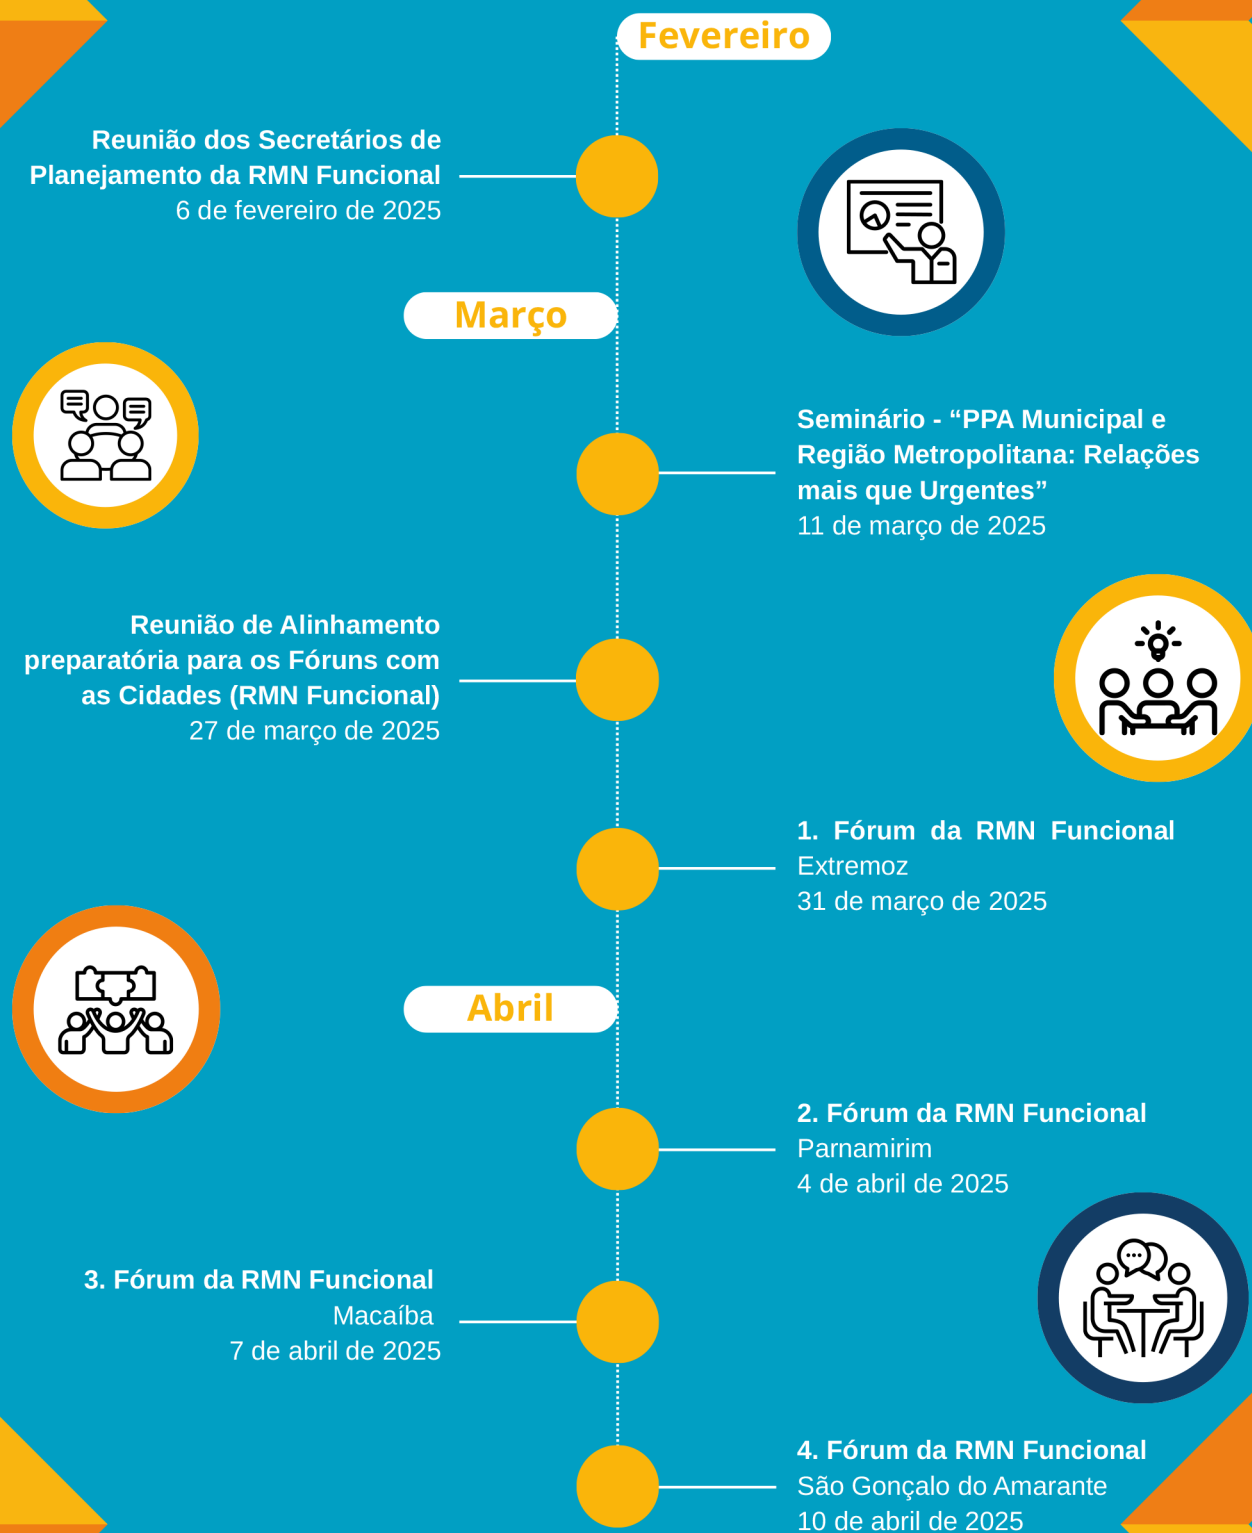 Fevereiro
Reunião dos Secretários de
Planejamento da RMN Funcional
6 de fevereiro de 2025
Março
Seminário - “PPA Municipal e
Região Metropolitana: Relações
mais que Urgentes”
11 de março de 2025
Reunião de Alinhamento
preparatória para os Fóruns com
as Cidades (RMN Funcional)
27 de março de 2025
1. Fórum da RMN Funcional
Extremoz
31 de março de 2025
Abril
2. Fórum da RMN Funcional
Parnamirim
4 de abril de 2025
3. Fórum da RMN Funcional
Macaíba
7 de abril de 2025
4. Fórum da RMN Funcional
São Gonçalo do Amarante
10 de abril de 2025